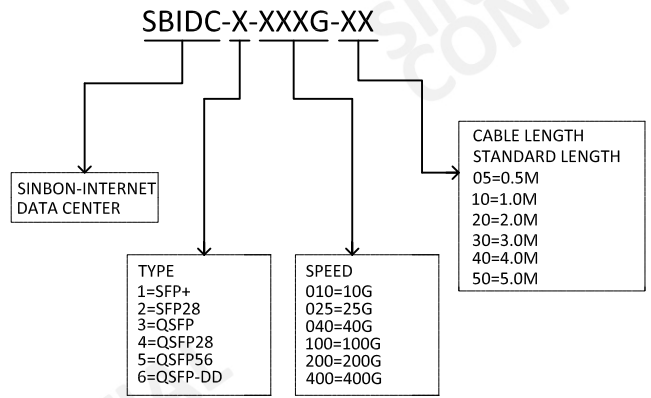 SBIDC-X-XXXG-XX
SINBON-INTERNET
DATA CENTER
TYPE
1=SFP+
2=SFP28
3=QSFP
4=QSFP28
5=QSFP56
6=QSFP-DD
SPEED
010=10G
025=25G
040=40G
100=100G
200=200G
400=400G
CABLE LENGTH
STANDARD LENGTH
05=0.5M
10=1.0M
20=2.0M
30=3.0M
40=4.0M
50=5.0M